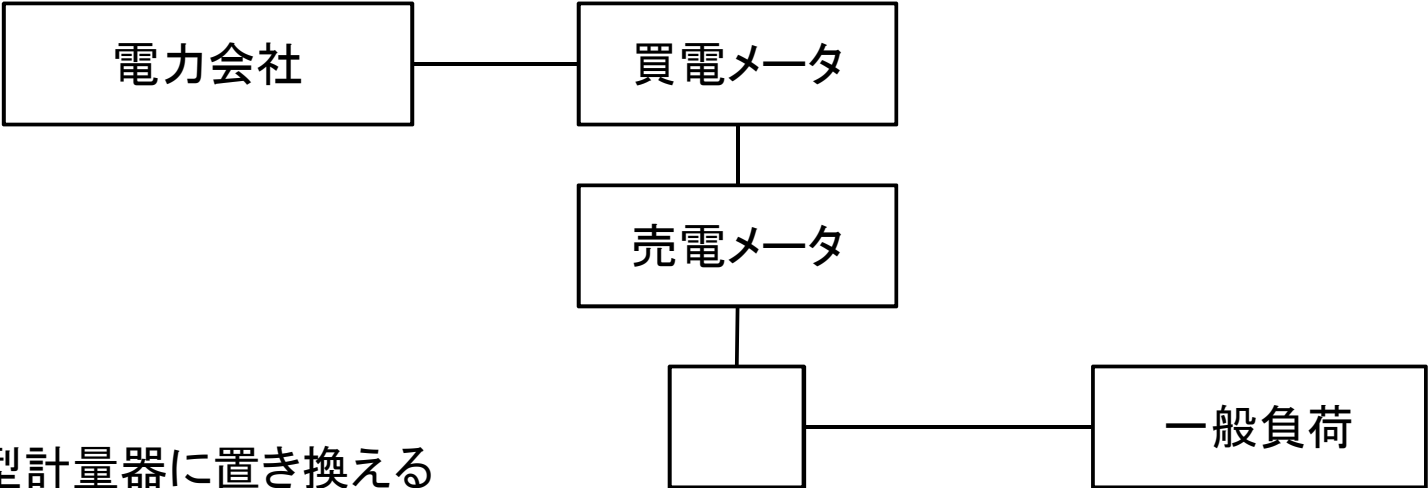 電力会社
買電メータ
売電メータ
一般負荷
型計量器に置き換える